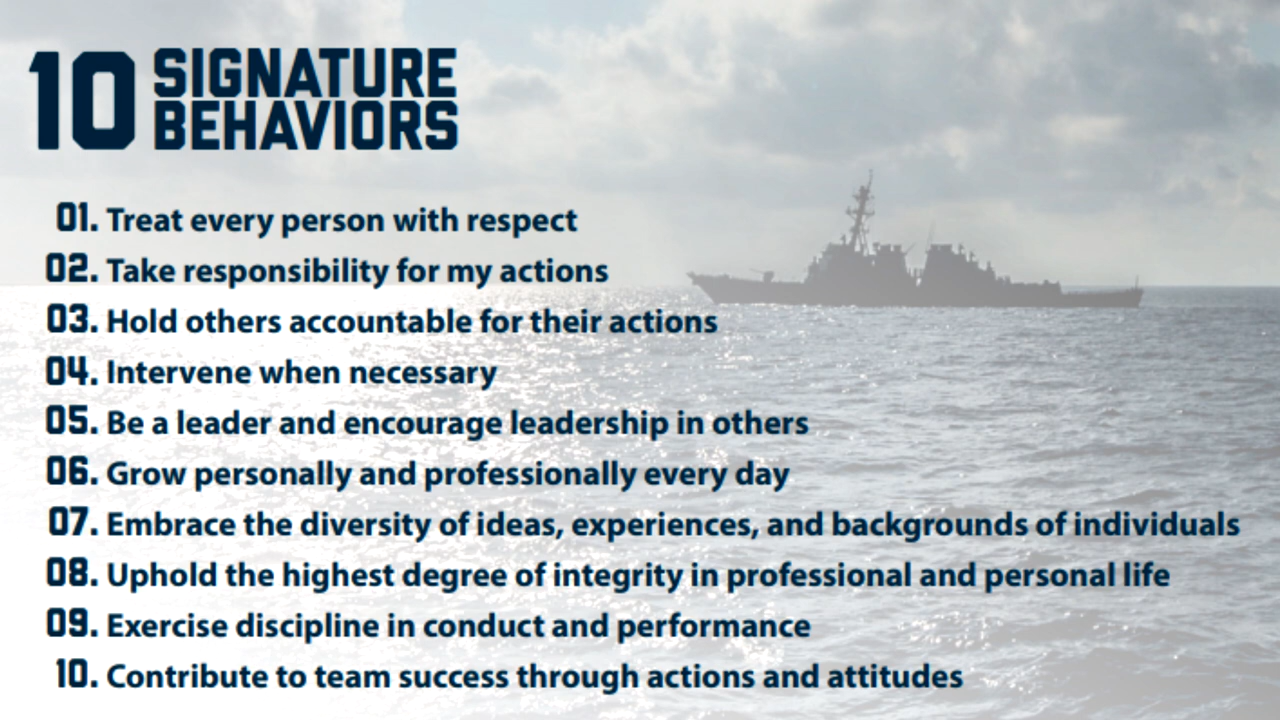 10 SIGNATURE
BEHAVIORS
01. Treat every person with respect
02. Take responsibility for my actions
03. Hold others accountable for their actions
04. Intervene when necessary
05. Be a leader and encourage leadership in others
06. Grow personally and professionally every day
07. Embrace the diversity of ideas, experiences, and backgrounds of individuals
08. Uphold the highest degree of integrity in professional and personal life
09. Exercise discipline in conduct and performance
10. Contribute to team success through actions and attitudes